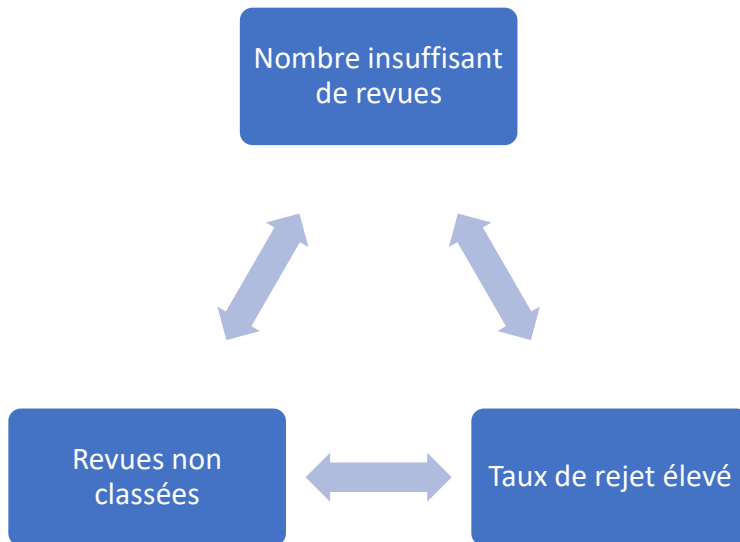 Nombre insuffisant
de revues
Revues non
classées
Taux de rejet élevé